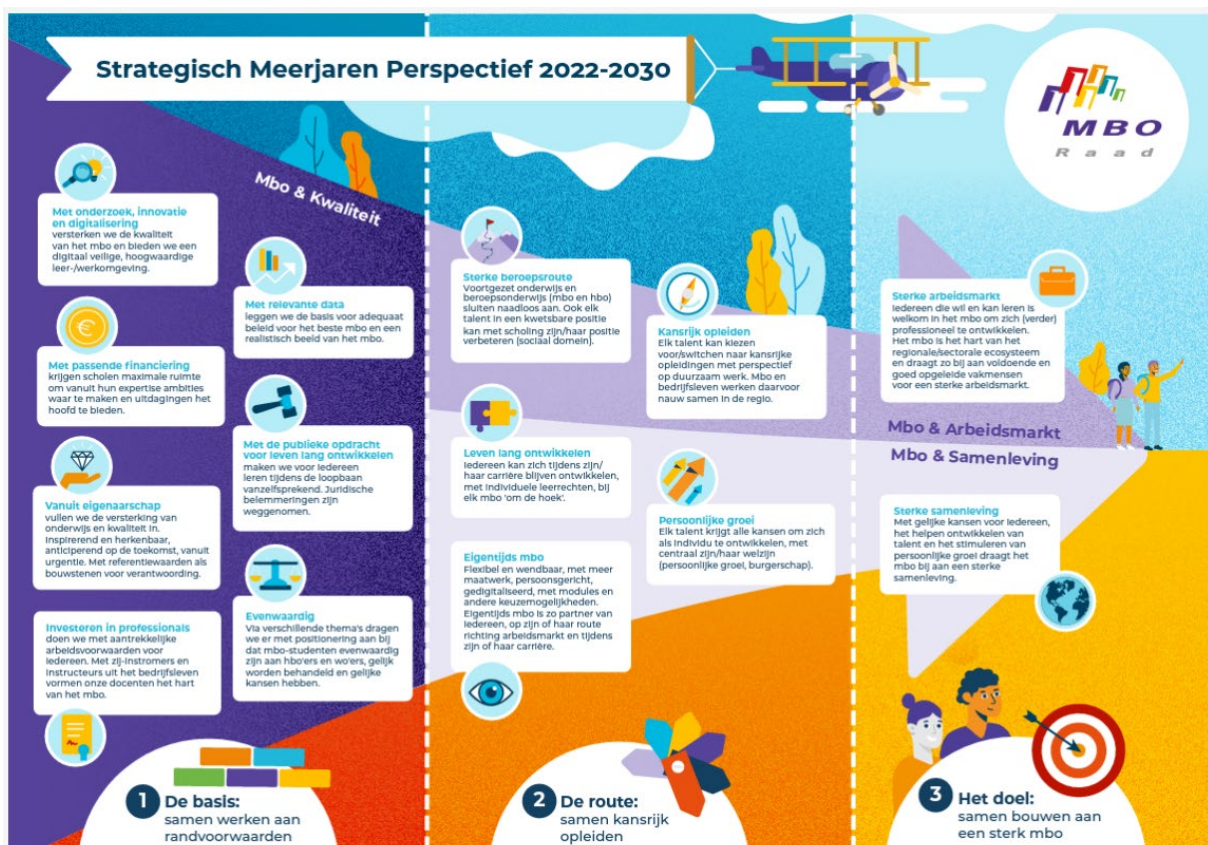 Strategisch Meerjaren Perspectief 2022-2030
MBO
Raad
Mbo & Kwaliteit
Met onderzoek, innovatie
en digitalisering
versterken we de kwaliteit
van het mbo en bieden we een
digitaal veilige, hoogwaardige
leer-/werkomgeving.
Met relevante data
leggen we de basis voor adequaat
beleid voor het beste mbo en een
realistisch beeld van het mbo.
Met passende financiering
krijgen scholen maximale ruimte
om vanuit hun expertise ambities
waar te maken en uitdagingen het
hoofd te bieden.
Met de publieke opdracht
voor leven lang ontwikkelen
maken we voor iedereen
leren tijdens de loopbaan
vanzelfsprekend. Juridische
belemmeringen zijn
weggenomen.
Vanuit eigenaarschap
vullen we de versterking van
onderwijs en kwaliteit in.
Inspirerend en herkenbaar,
anticiperend op de toekomst, vanuit
urgentie. Met referentiewaarden als
bouwstenen voor verantwoording.
Evenwaardig
Via verschillende thema's dragen
we er met positionering aan bij
dat mbo-studenten evenwaardig
zijn aan hbo'ers en wo'ers, gelijk
worden behandeld en gelijke
kansen hebben.
Investeren in professionals
doen we met aantrekkelijke
arbeidsvoorwaarden voor
iedereen. Met zij-instromers en
instructeurs uit het bedrijfsleven
vormen onze docenten het hart
van het mbo.
1 De basis:
samen werken aan
randvoorwaarden
Sterke beroepsroute
Voortgezet onderwijs en
beroepsonderwijs (mbo en hbo)
sluiten naadloos aan. Ook elk
talent in een kwetsbare positie
kan met scholing zijn/haar positie
verbeteren (sociaal domein).
Kansrijk opleiden
Elk talent kan kiezen
voor/switchen naar kansrijke
opleidingen met perspectief
op duurzaam werk. Mbo en
bedrijfsleven werken daarvoor
nauw samen in de regio.
Leven lang ontwikkelen
Iedereen kan zich tijdens zijn/
haar carrière blijven ontwikkelen,
met individuele leerrechten, bij
elk mbo 'om de hoek'.
Persoonlijke groei
Elk talent krijgt alle kansen om zich
als individu te ontwikkelen, met
centraal zijn/haar welzijn
(persoonlijke groei, burgerschap).
Eigentijds mbo
Flexibel en wendbaar, met meer
maatwerk, persoonsgericht,
gedigitaliseerd, met modules en
andere keuzemogelijkheden.
Eigentijds mbo is zo partner van
iedereen, op zijn of haar route
richting arbeidsmarkt en tijdens
zijn of haar carrière.
2 De route:
samen kansrijk
opleiden
Sterke arbeidsmarkt
Iedereen die wil en kan leren is
welkom in het mbo om zich (verder)
professioneel te ontwikkelen.
Het mbo is het hart van het
regionale/sectorale ecosysteem
en draagt zo bij aan voldoende en
goed opgeleide vakmensen
voor een sterke arbeidsmarkt.
Mbo & Arbeidsmarkt
Mbo & Samenleving
Sterke samenleving
Met gelijke kansen voor iedereen,
het helpen ontwikkelen van
talent en het stimuleren van
persoonlijke groei draagt het
mbo bij aan een sterke
samenleving.
3 Het doel:
samen bouwen aan
een sterk mbo